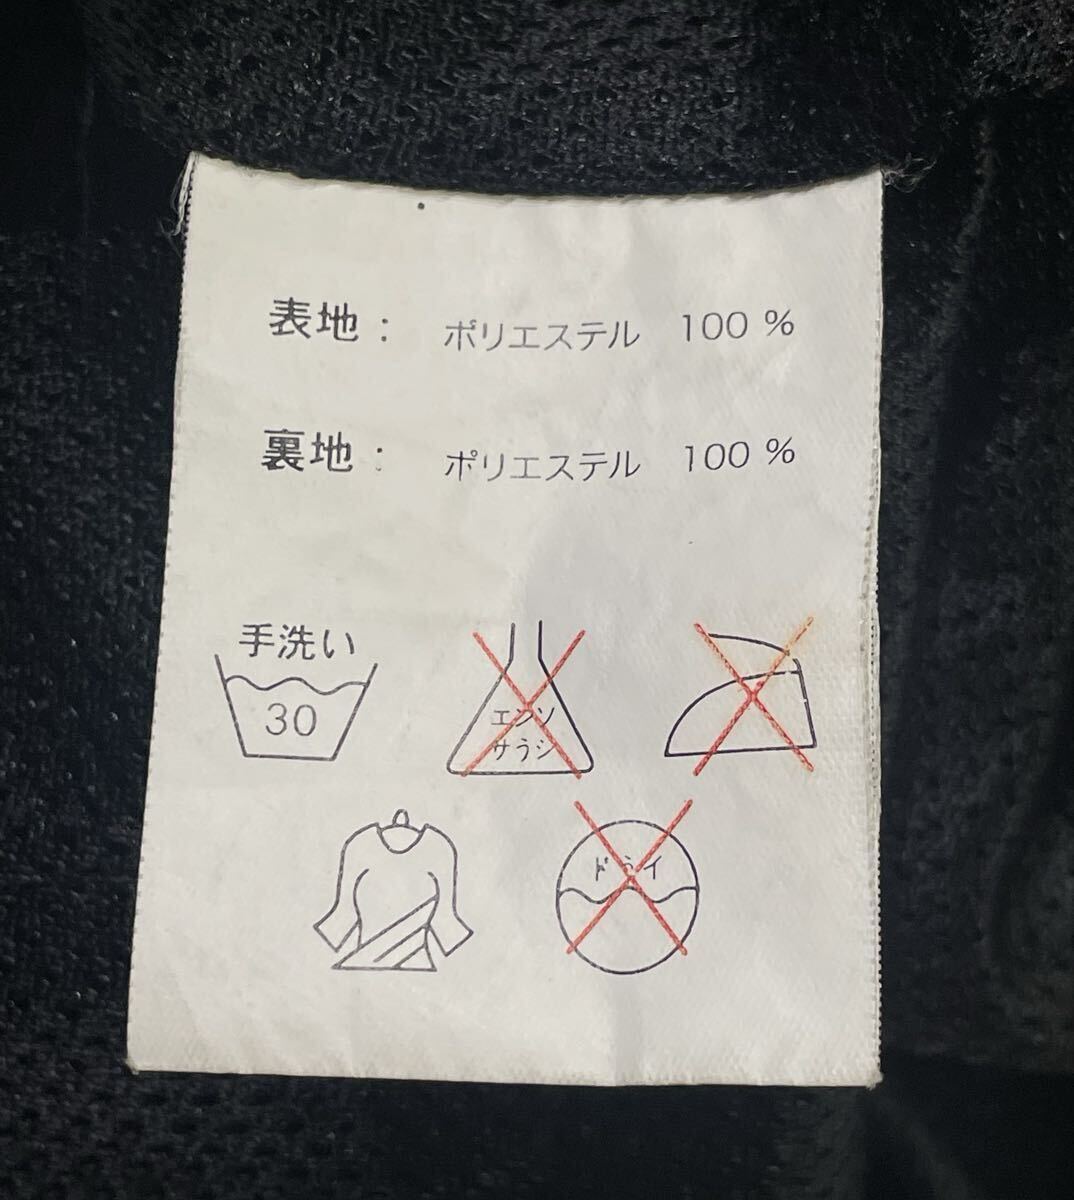 表地: ポリエステル 100 %
裏地: ポリエステル 100 %
手洗い
30
エンソ
サラシ
ドライ